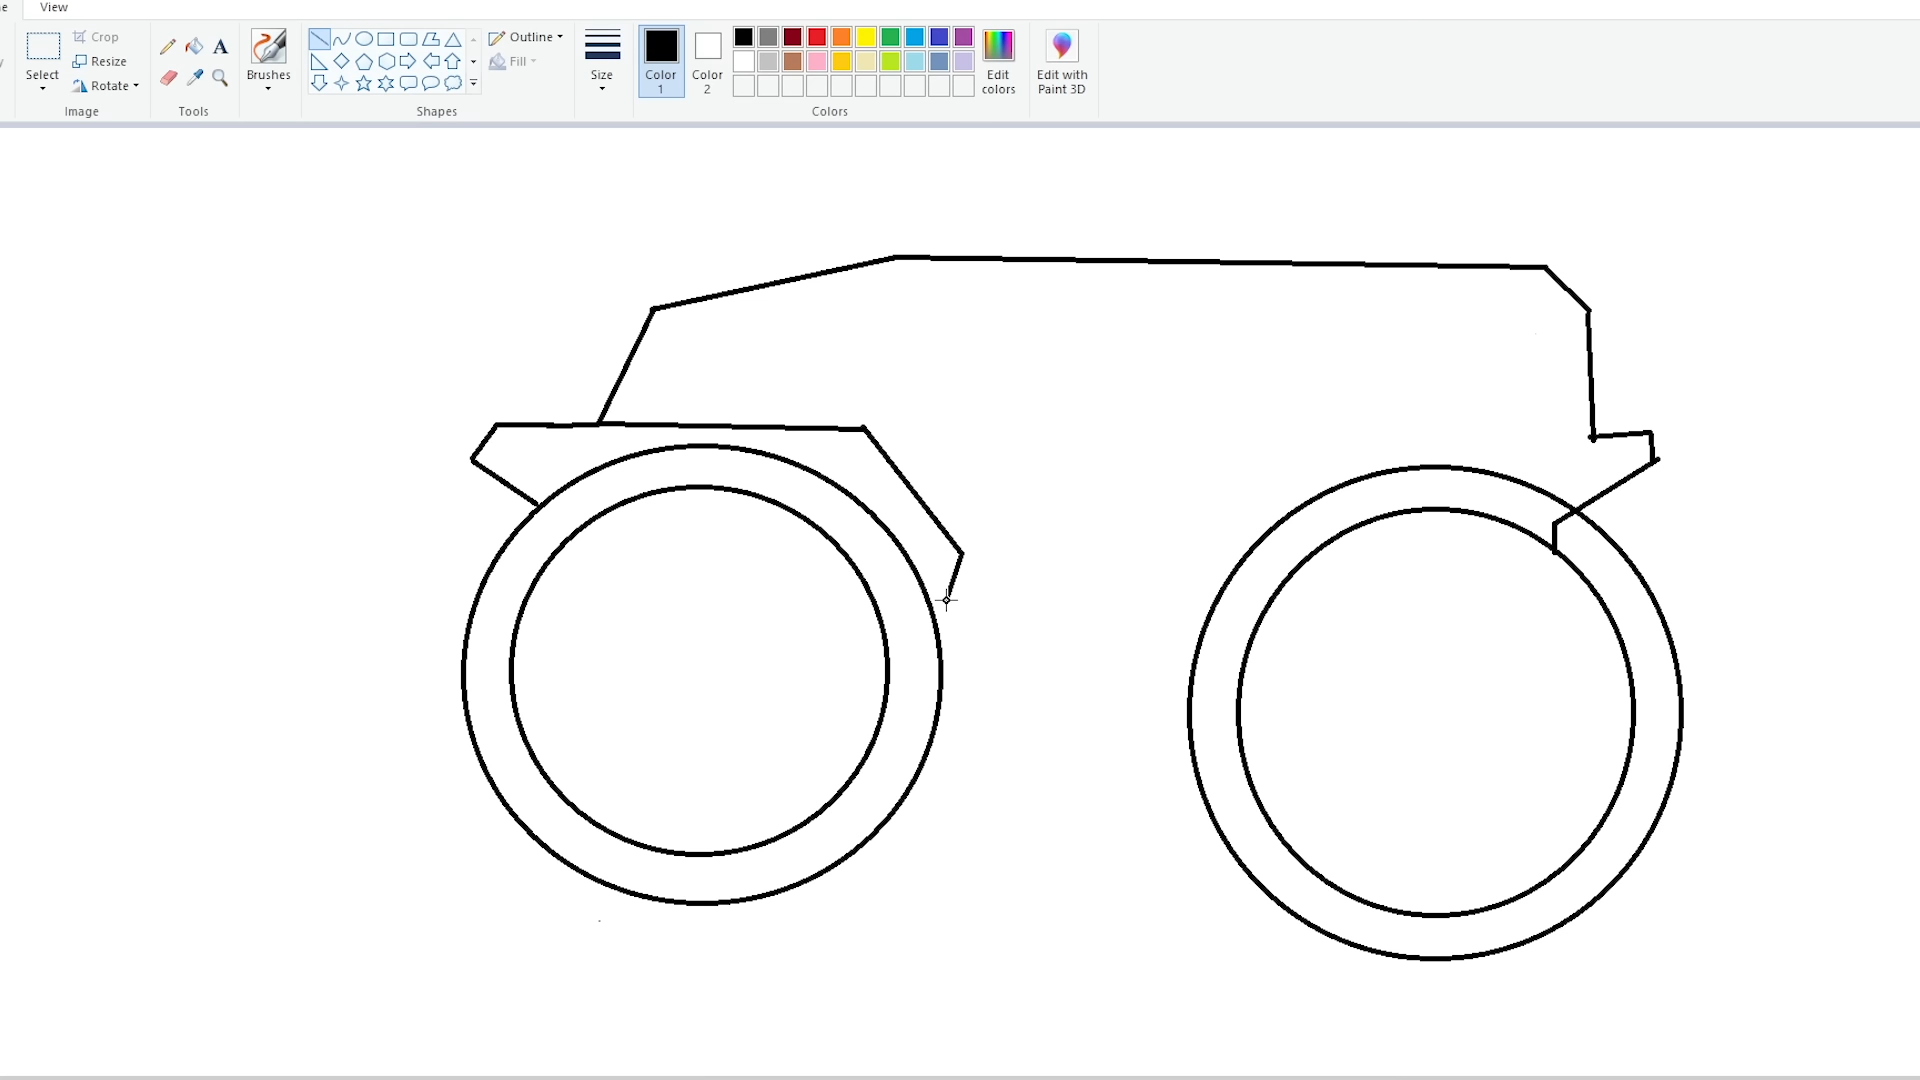 View
Select
Crop
Resize
Rotate
Image
A
Tools
Brushes
Shapes
Outline
Fill
Size
Color 1
Color 2
Edit colors
Edit with Paint 3D
Colors